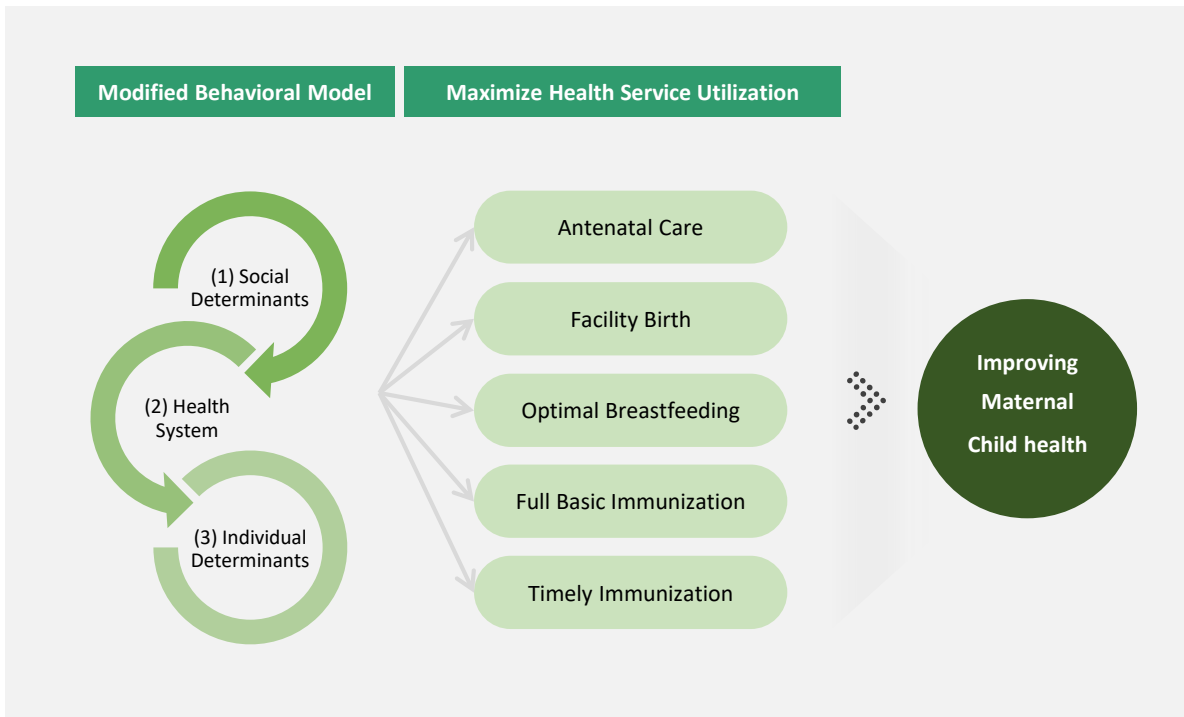 Modified Behavioral Model
Maximize Health Service Utilization
(1) Social
Determinants
(2) Health
System
(3) Individual
Determinants
Antenatal Care
Facility Birth
Optimal Breastfeeding
Full Basic Immunization
Timely Immunization
Improving
Maternal
Child health